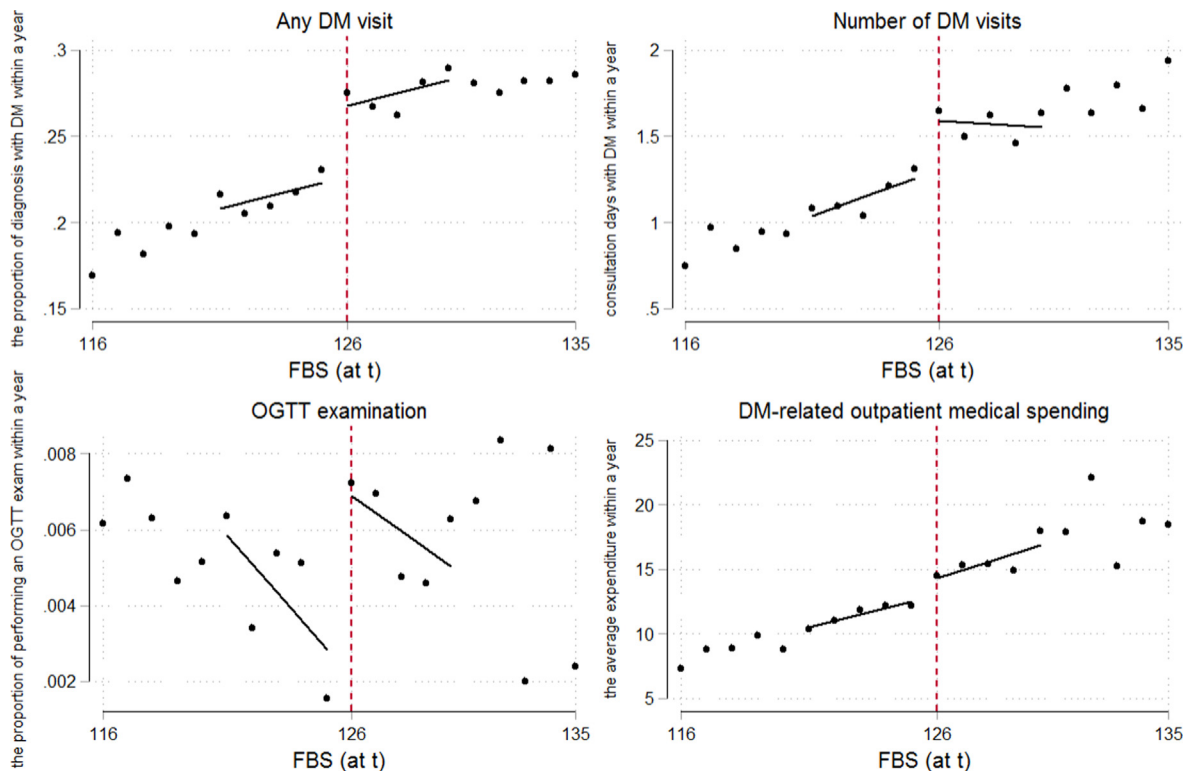 Any DM visit
the proportion of diagnosis with DM within a year
.3
.25
.2
.15
116
126
135
FBS (at t)
Number of DM visits
consultation days with DM within a year
2
1.5
1
.5
116
126
135
FBS (at t)
OGTT examination
the proportion of performing an OGTT exam within a year
.008
.006
.004
.002
116
126
135
FBS (at t)
DM-related outpatient medical spending
the average expenditure within a year
25
20
15
10
5
116
126
135
FBS (at t)